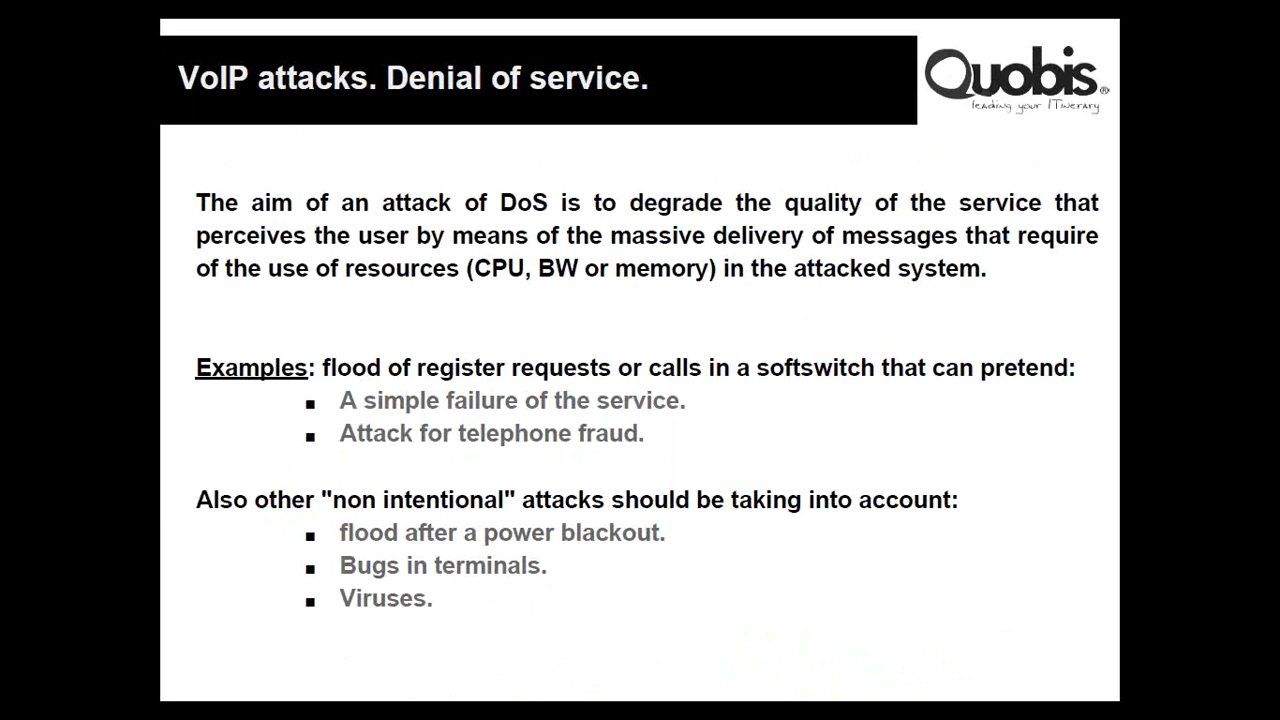 VoIP attacks. Denial of service.
Quobis®
leading your ITinerary
The aim of an attack of DoS is to degrade the quality of the service that
perceives the user by means of the massive delivery of messages that require
of the use of resources (CPU, BW or memory) in the attacked system.
Examples: flood of register requests or calls in a softswitch that can pretend:
▪ A simple failure of the service.
▪ Attack for telephone fraud.
Also other "non intentional" attacks should be taking into account:
▪ flood after a power blackout.
▪ Bugs in terminals.
▪ Viruses.